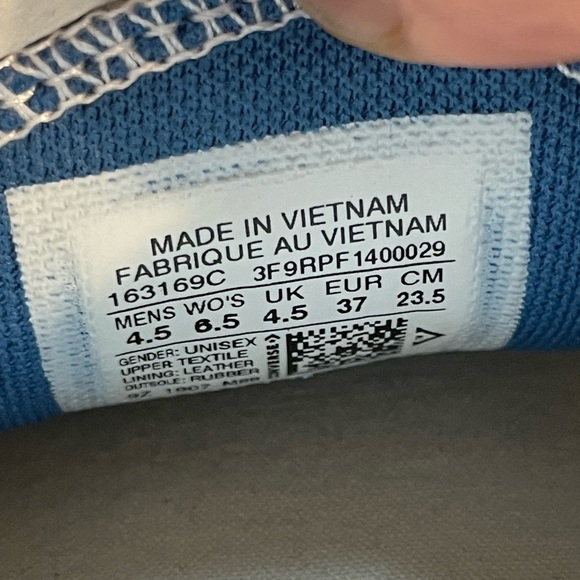 MADE IN VIETNAM
FABRIQUE AU VIETNAM
163169C 3F9RPF1400029
MENS WO'S UK EUR CM
4.5 6.5 4.5 37 23.5
GENDER: UNISEX
UPPER TEXTILE
LINING: LEATHER
OUTSOLE: RUBBER
CONVERSE